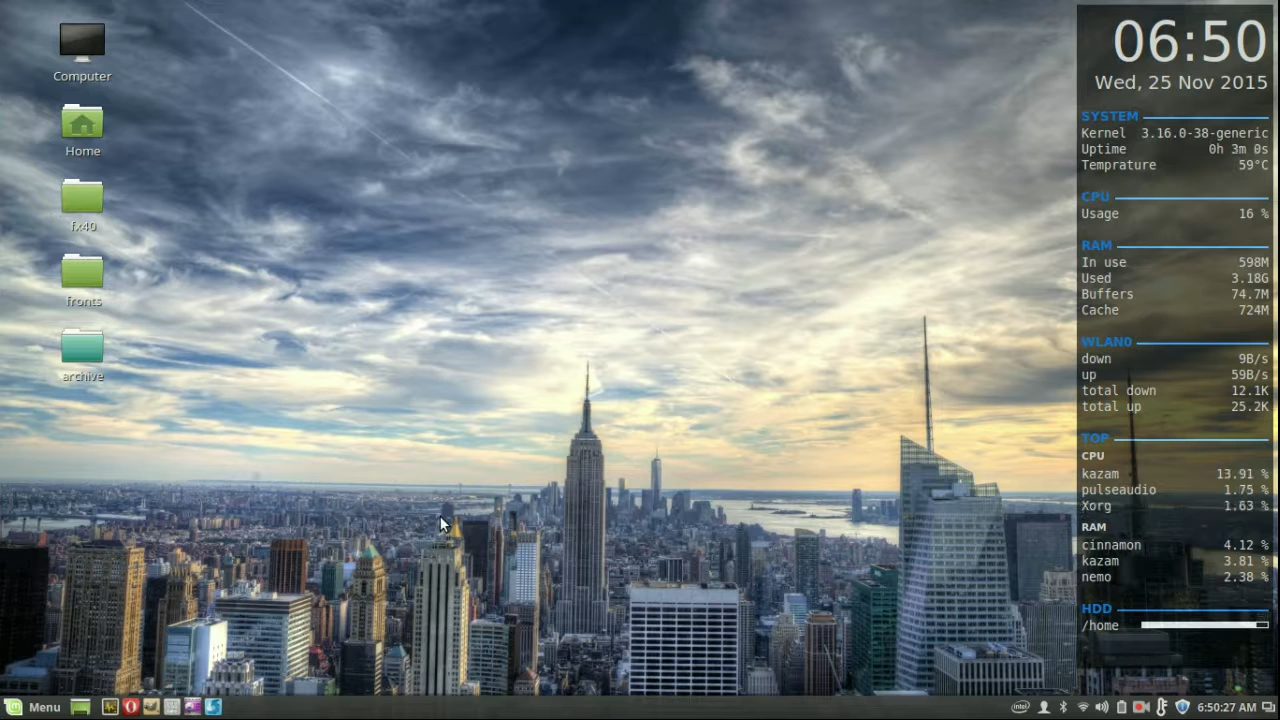 Computer
Home
fx40
fronts
archive
06:50
Wed, 25 Nov 2015
SYSTEM
Kernel 3.16.0-38-generic
Uptime 0h 3m 0s
Temprature 59°C
CPU
Usage 16 %
RAM
In use 598M
Used 3.18G
Buffers 74.7M
Cache 724M
WLAN0
down 9B/s
up 59B/s
total down 12.1K
total up 25.2K
TOP
CPU
kazam 13.91 %
pulseaudio 1.75 %
Xorg 1.63 %
RAM
cinnamon 4.12 %
kazam 3.81 %
nemo 2.38 %
HDD
/home
Menu
intel
6:50:27 AM